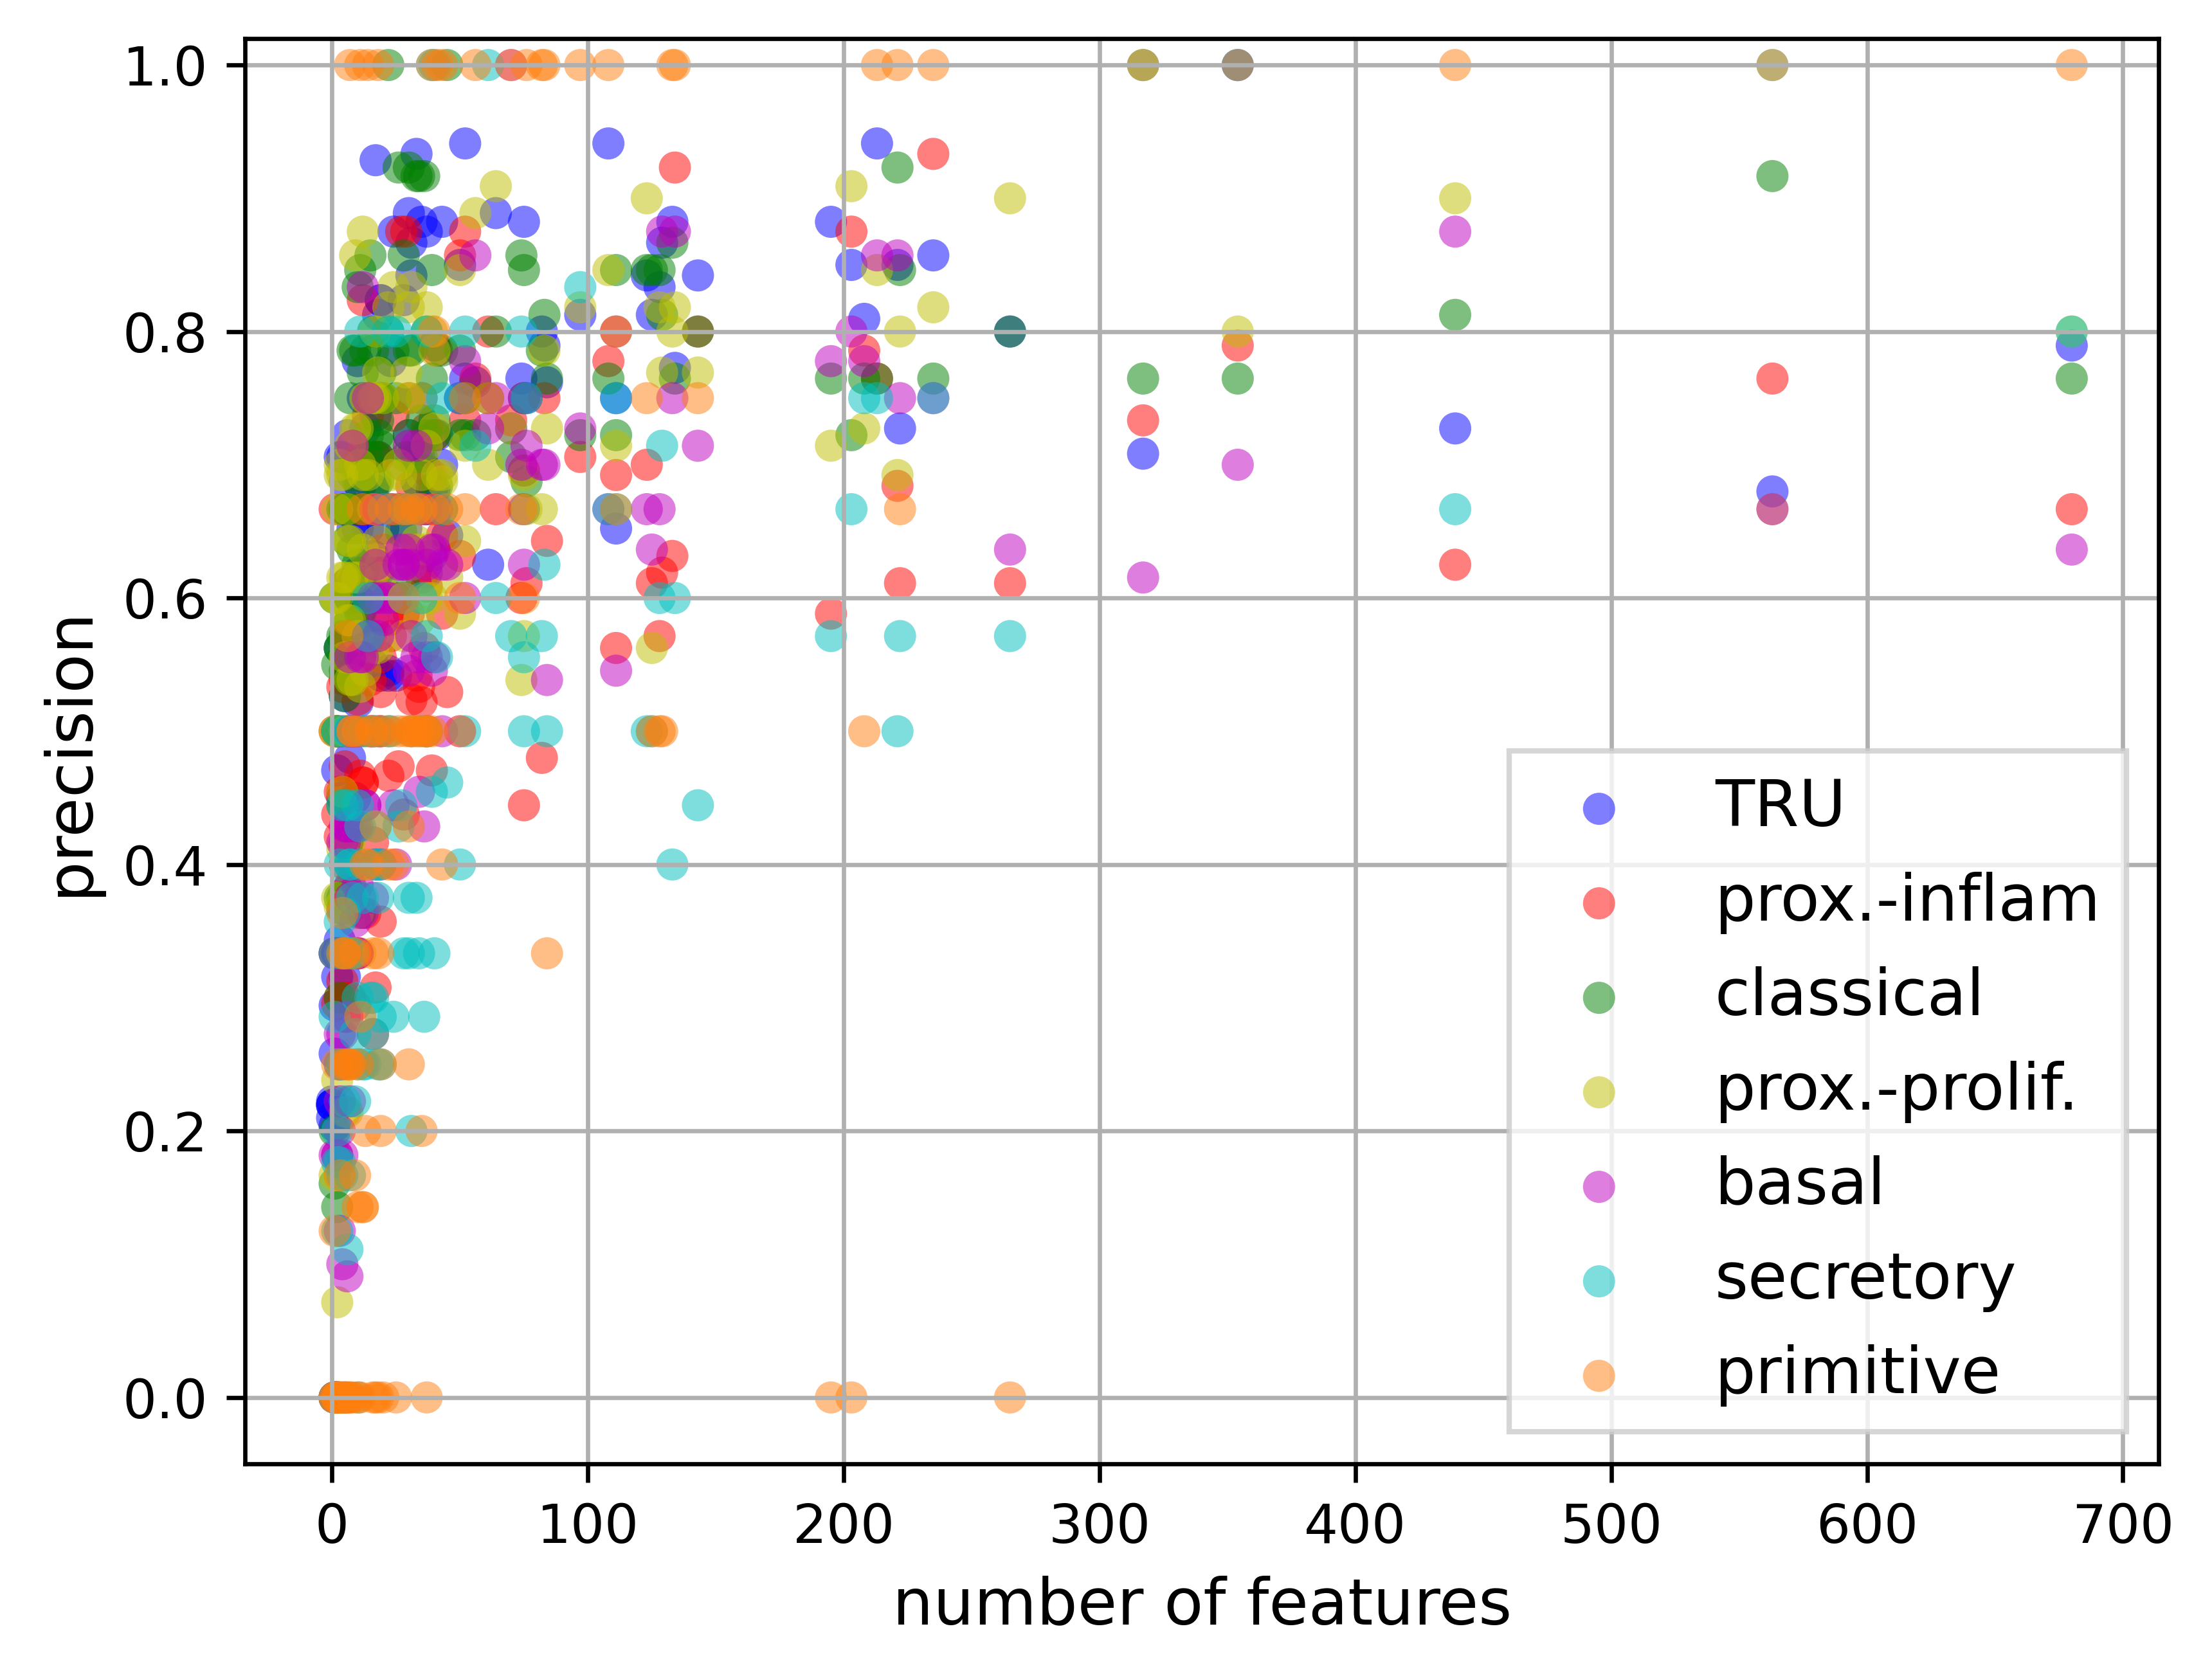 precision
1.0
0.8
0.6
0.4
0.2
0.0
0 100 200 300 400 500 600 700
number of features
TRU
prox.-inflam
classical
prox.-prolif.
basal
secretory
primitive